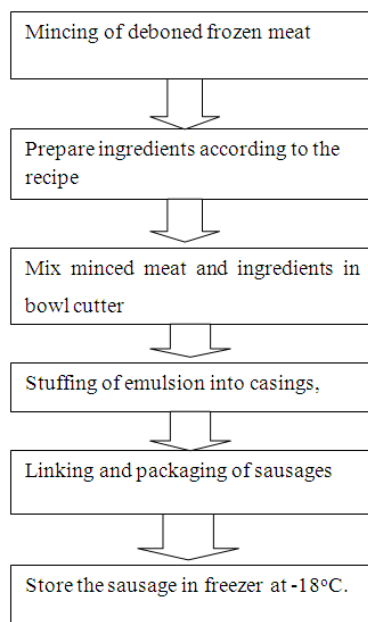 Mincing of deboned frozen meat
Prepare ingredients according to the
recipe
Mix minced meat and ingredients in
bowl cutter
Stuffing of emulsion into casings,
Linking and packaging of sausages
Store the sausage in freezer at -18°C.